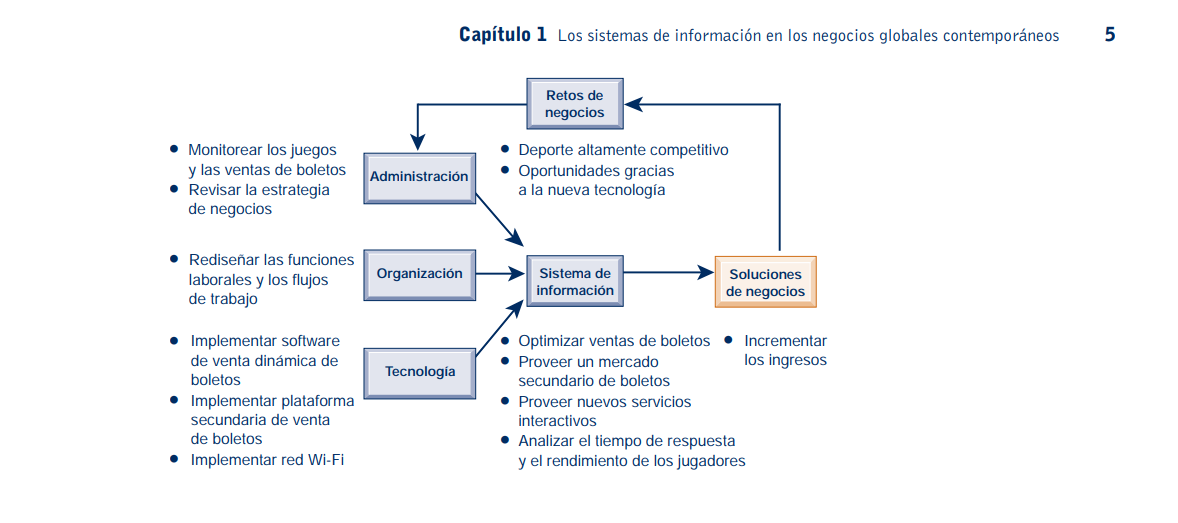 Capítulo 1 Los sistemas de información en los negocios globales contemporáneos 5
Retos de
negocios
● Monitorear los juegos
y las ventas de boletos
● Revisar la estrategia
de negocios
Administración
● Deporte altamente competitivo
● Oportunidades gracias
a la nueva tecnología
● Rediseñar las funciones
laborales y los flujos
de trabajo
Organización
Sistema de
información
Soluciones
de negocios
● Implementar software
de venta dinámica de
boletos
● Implementar plataforma
secundaria de venta
de boletos
● Implementar red Wi-Fi
Tecnología
● Optimizar ventas de boletos
● Proveer un mercado
secundario de boletos
● Proveer nuevos servicios
interactivos
● Analizar el tiempo de respuesta
y el rendimiento de los jugadores
● Incrementar
los ingresos